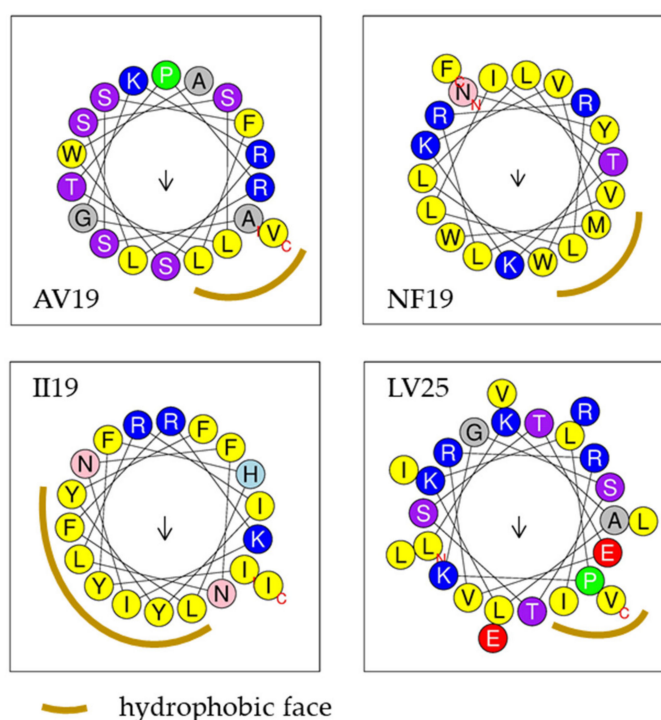 K P A
S S
S F
W R
T R
G A V
S L C
L S L
AV19
F I L V
N N R
R Y
K T
L V
L M
W L K W L
NF19
II19
F R R F
N F
Y H
F I
L K
Y I I
I Y L N C
LV25
V R
G K T L
R R
I K S
S A L
L L N E
K P
V L T I V
E C
hydrophobic face